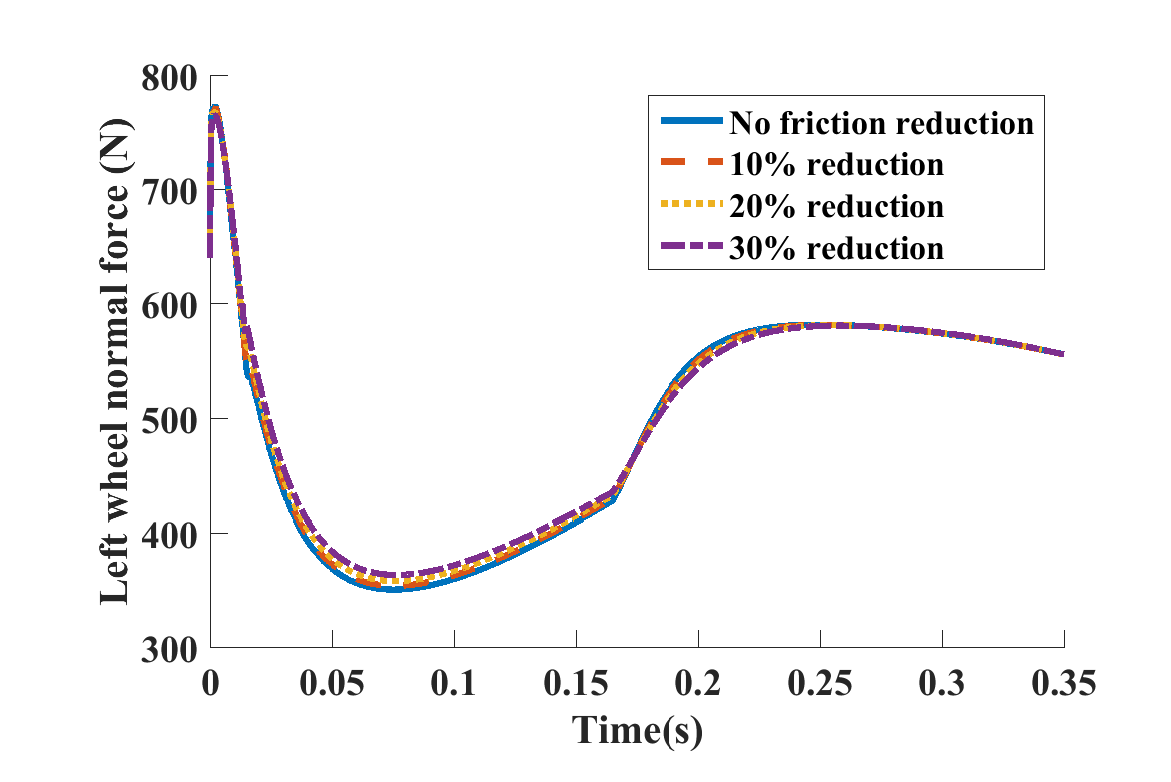 800
700
600
500
400
300
Left wheel normal force (N)
No friction reduction
10% reduction
20% reduction
30% reduction
0
0.05
0.1
0.15
0.2
0.25
0.3
0.35
Time(s)